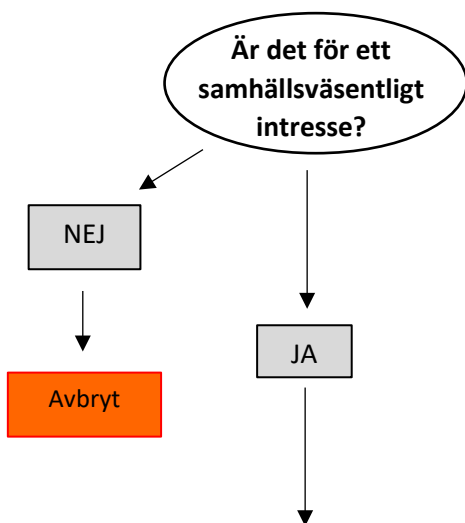 Är det för ett
samhällsväsentligt
intresse?
NEJ
JA
Avbryt